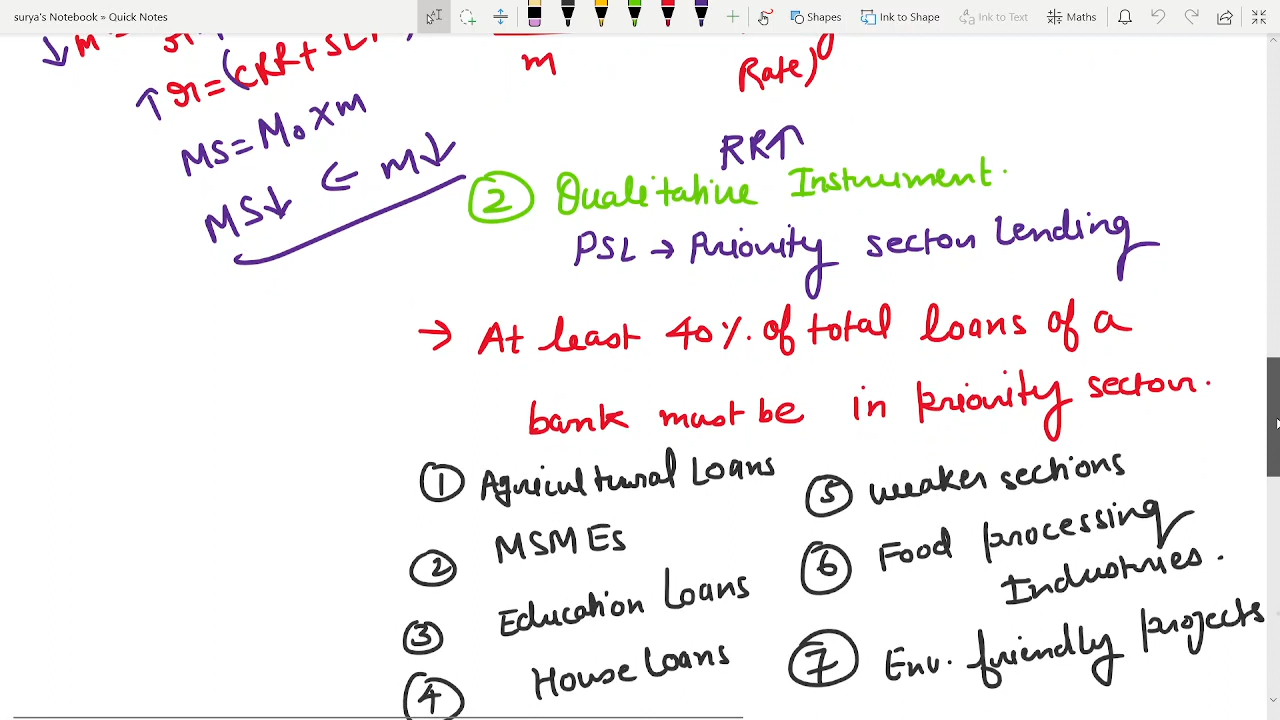 surya's Notebook » Quick Notes
Shapes
Ink to Shape
Ink to Text
Maths
↓ m =
↑ r = (CRR + SLR
m
Rate)
MS = M₀ × m
RR↑
MS↓ ← m↓
② Qualitative Instrument.
PSL → Priority sector Lending
→ At least 40% of total loans of a
bank must be in priority sector.
① Agricultural Loans
② MSMEs
③ Education Loans
④ House Loans
⑤ weaker sections
⑥ Food processing
Industries.
⑦ Env. friendly projects